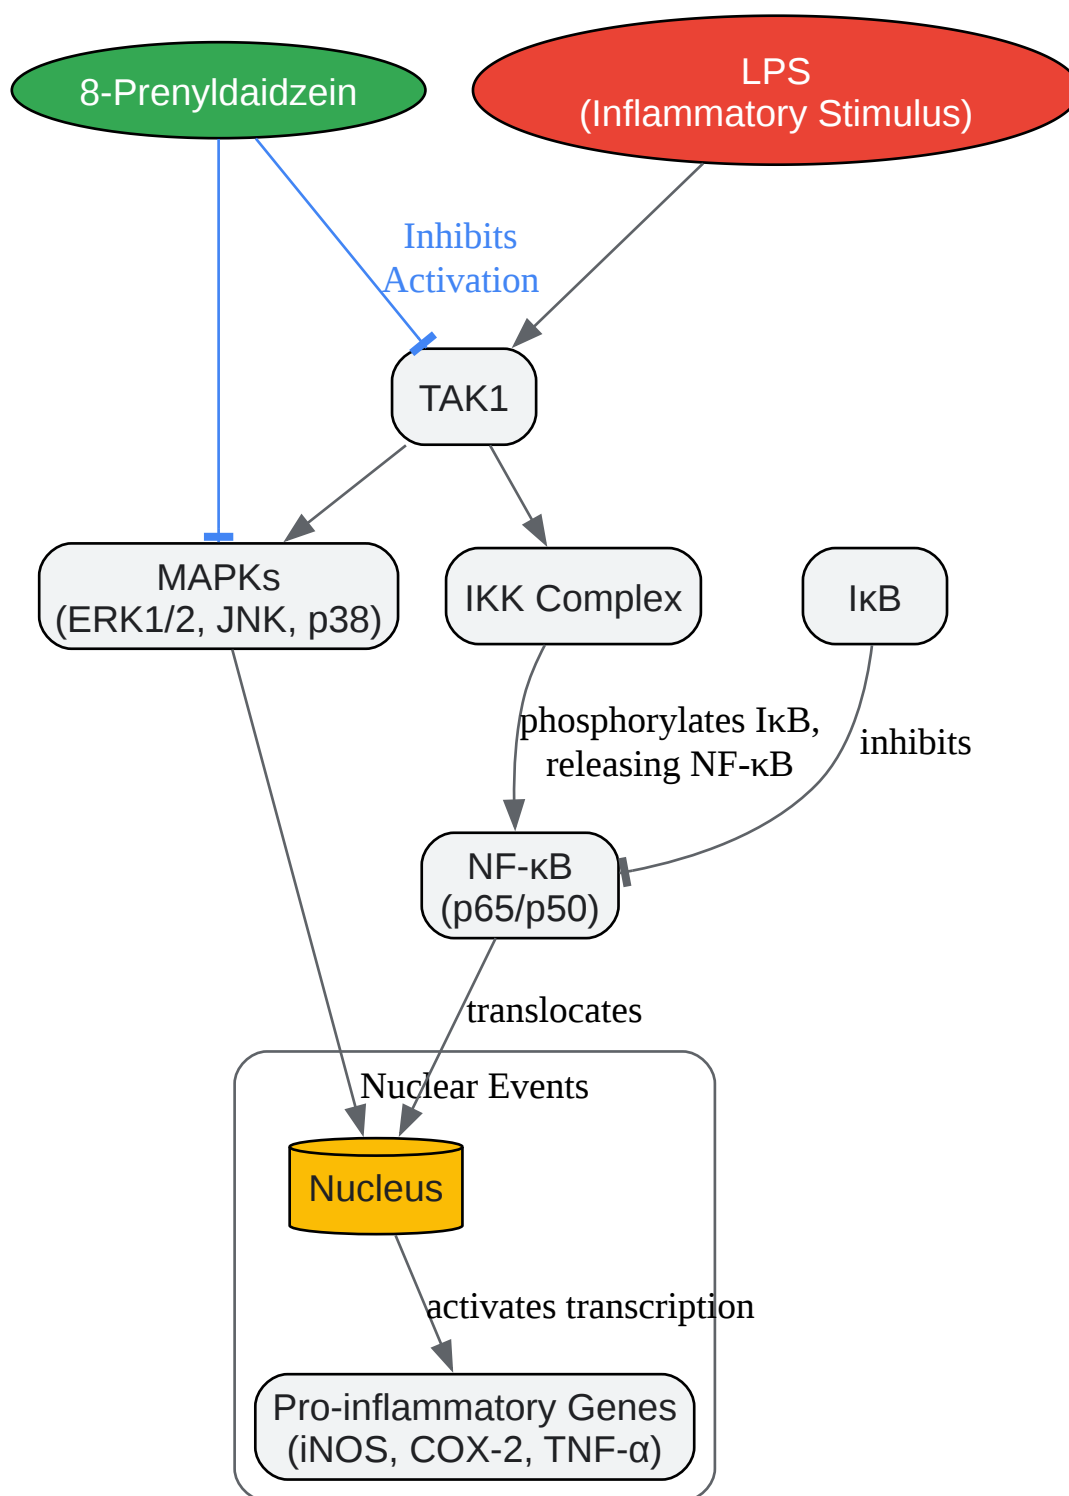 8-Prenyldaidzein
LPS
(Inflammatory Stimulus)
Inhibits
Activation
TAK1
MAPKs
(ERK1/2, JNK, p38)
IKK Complex
IκB
phosphorylates IκB,
releasing NF-κB
inhibits
NF-κB
(p65/p50)
translocates
Nuclear Events
Nucleus
activates transcription
Pro-inflammatory Genes
(iNOS, COX-2, TNF-α)